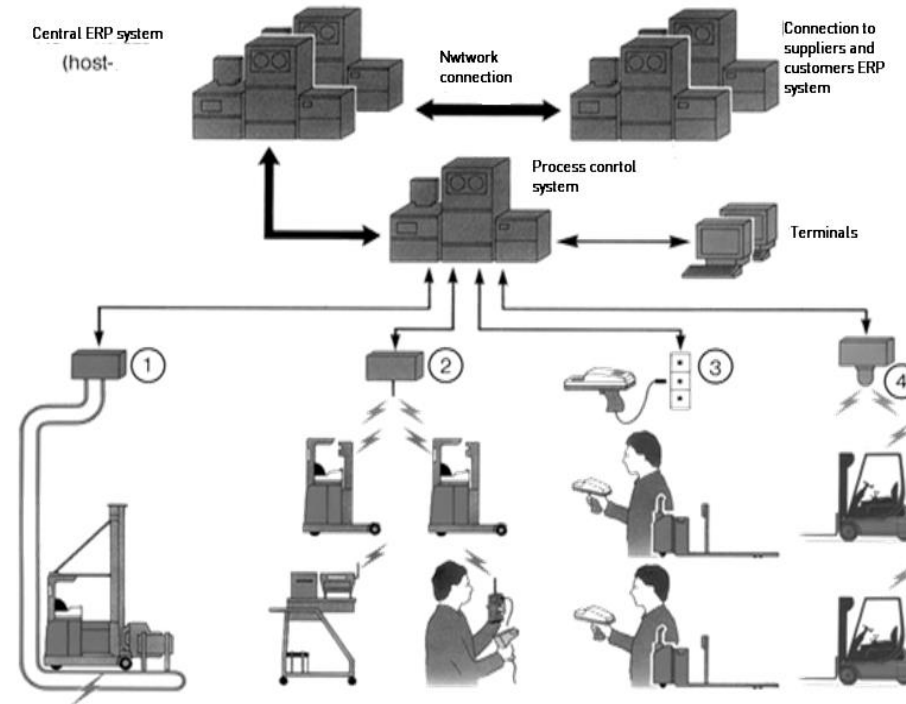 Central ERP system
(host-
Nwtwork
connection
Connection to
suppliers and
customers ERP
system
Process conrtol
system
Terminals
1
2
3
4